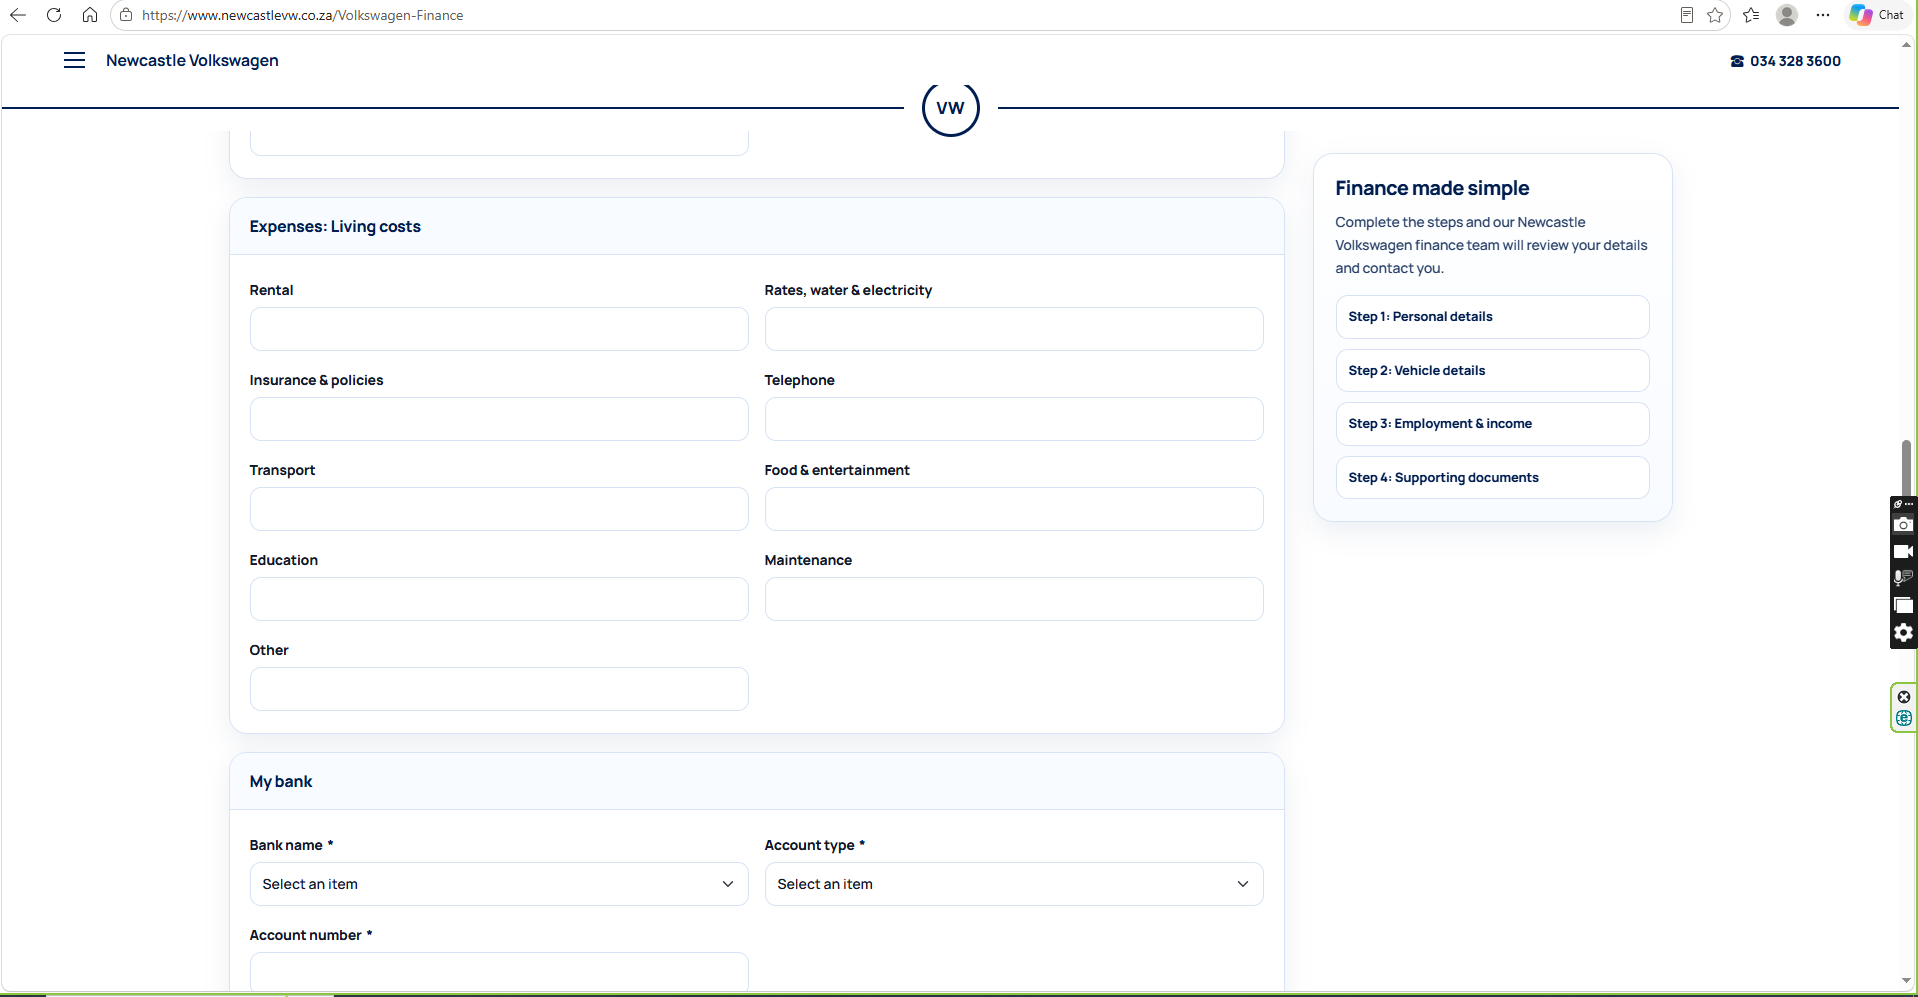 https://www.newcastlevw.co.za/Volkswagen-Finance
Chat
Newcastle Volkswagen
034 328 3600
VW
Expenses: Living costs
Rental
Rates, water & electricity
Insurance & policies
Telephone
Transport
Food & entertainment
Education
Maintenance
Other
My bank
Bank name *
Account type *
Select an item
Select an item
Account number *
Finance made simple
Complete the steps and our Newcastle
Volkswagen finance team will review your details
and contact you.
Step 1: Personal details
Step 2: Vehicle details
Step 3: Employment & income
Step 4: Supporting documents